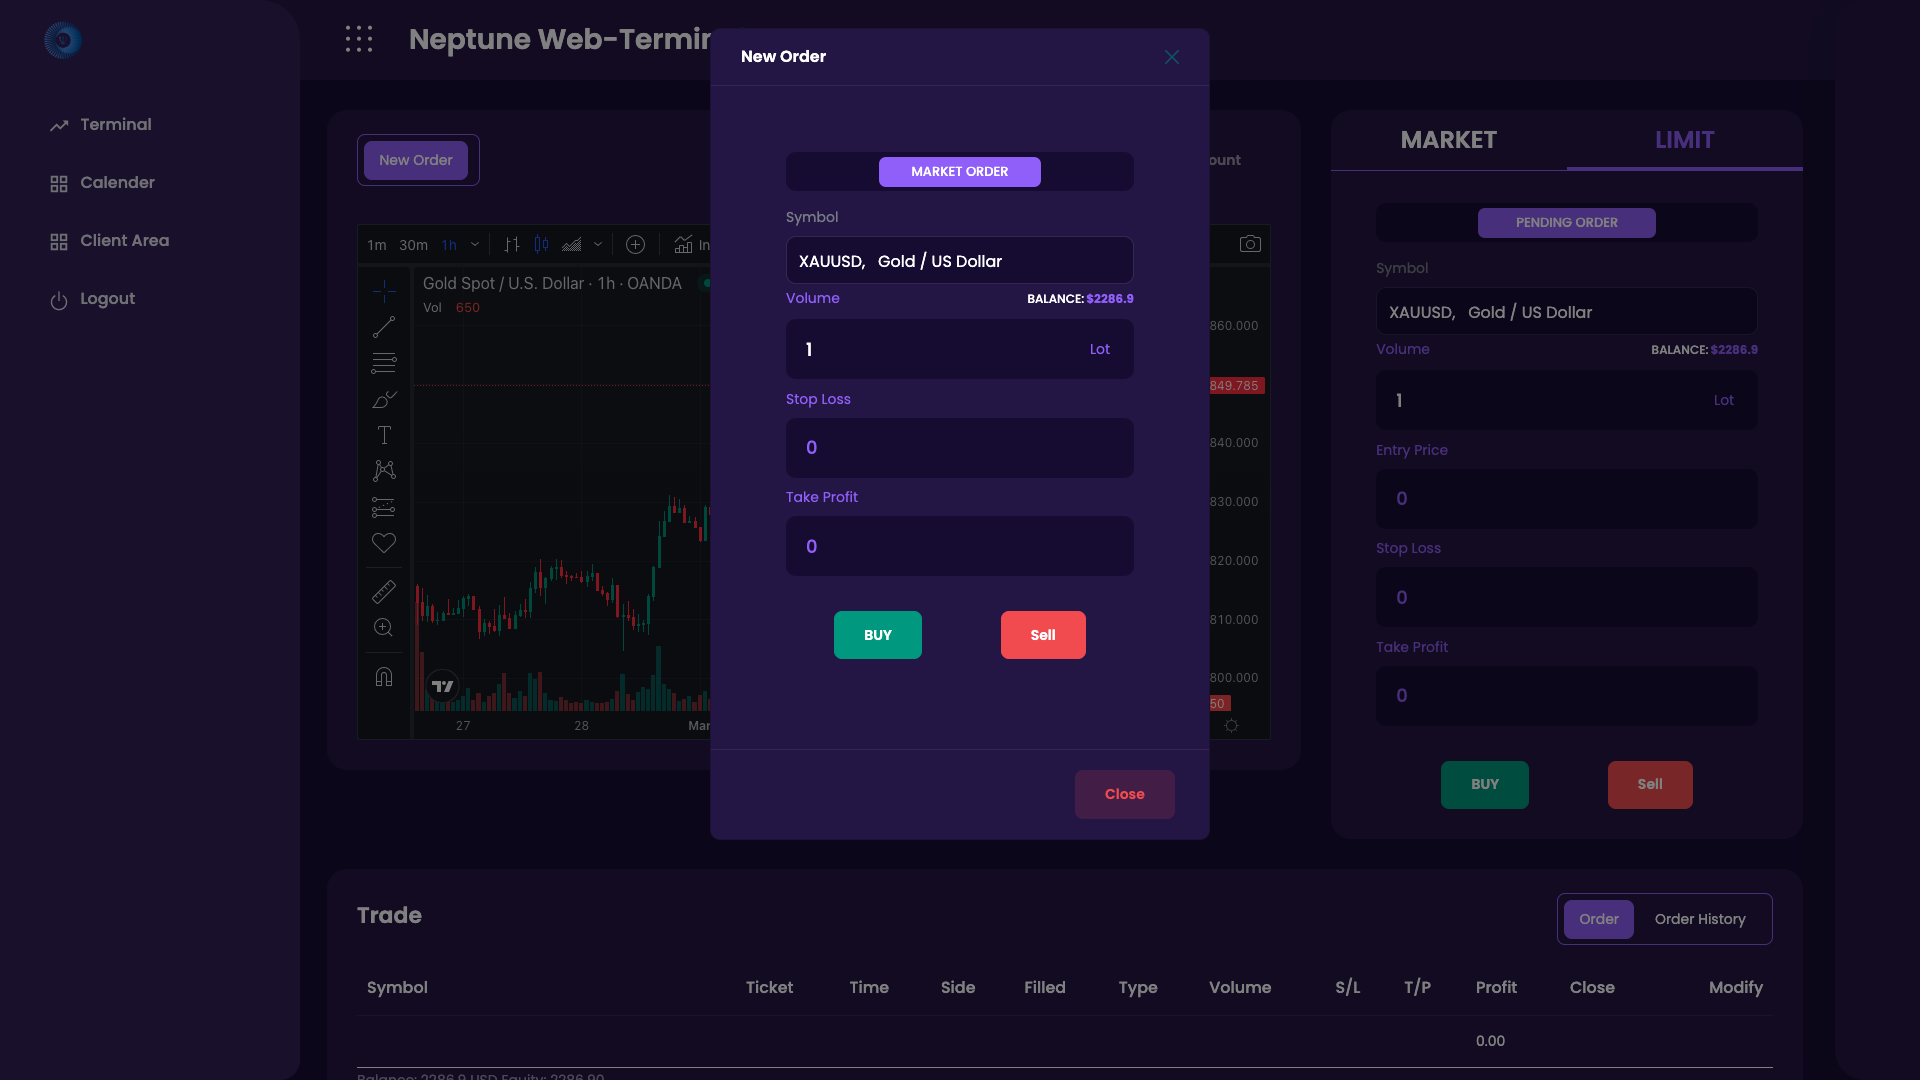 Neptune Web-Termin
Terminal
Calender
Client Area
Logout
New Order
ount
1m 30m 1h In
Gold Spot / U.S. Dollar · 1h · OANDA
Vol 650
860.000
849.785
840.000
830.000
820.000
810.000
800.000
50
27 28 Mar
New Order
MARKET ORDER
Symbol
XAUUSD, Gold / US Dollar
Volume BALANCE: $2286.9
1 Lot
Stop Loss
0
Take Profit
0
BUY Sell
Close
MARKET LIMIT
PENDING ORDER
Symbol
XAUUSD, Gold / US Dollar
Volume BALANCE: $2286.9
1 Lot
Entry Price
0
Stop Loss
0
Take Profit
0
BUY Sell
Trade
Order Order History
Symbol Ticket Time Side Filled Type Volume S/L T/P Profit Close Modify
0.00
Balance: 2286.9 USD Equity: 2286.90